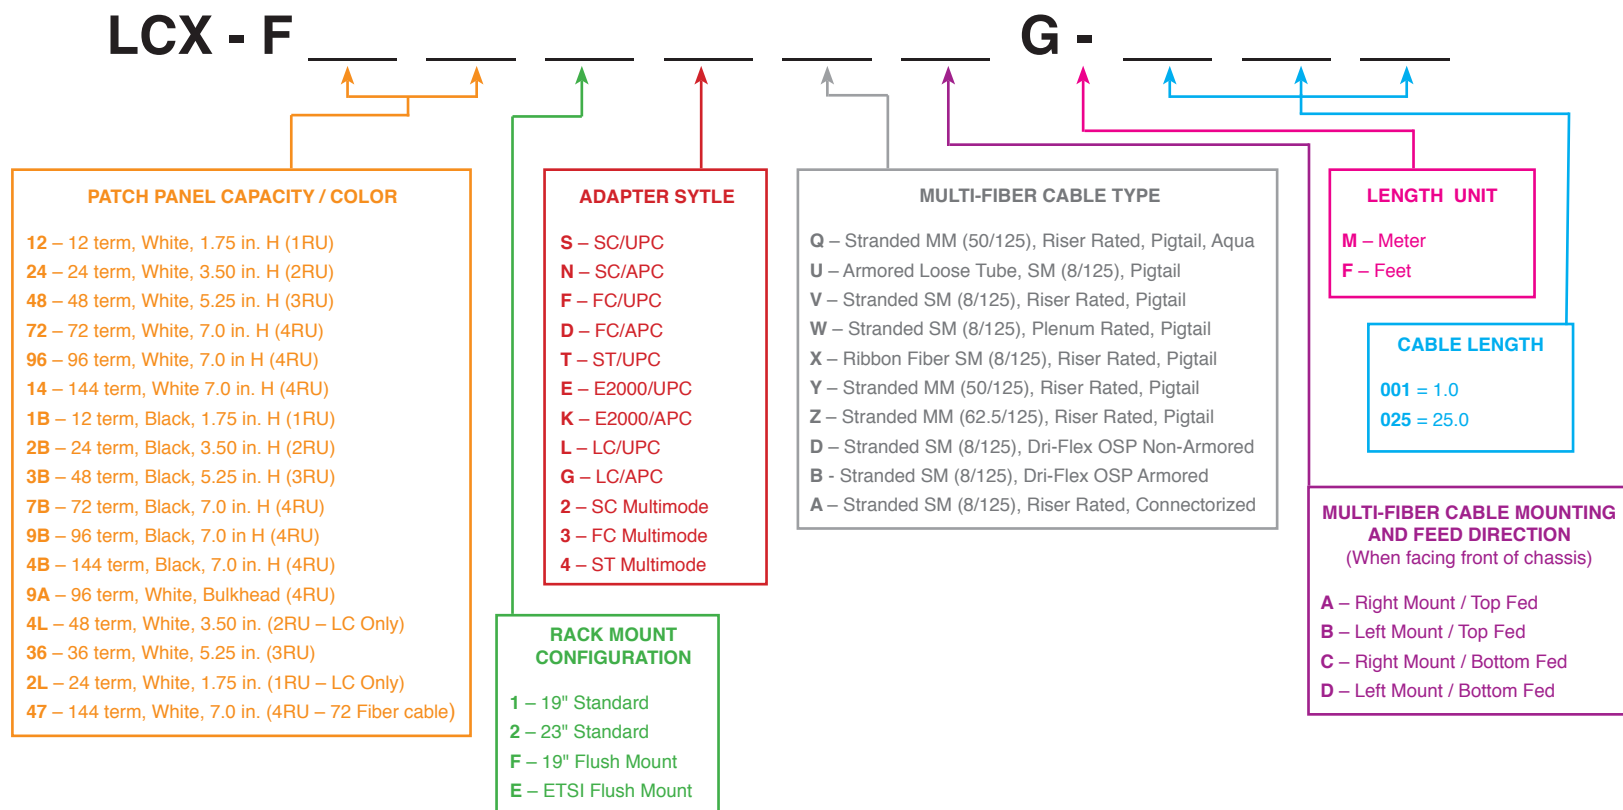 LCX - F __ __ __ __ __ __ G - __ __ __
PATCH PANEL CAPACITY / COLOR
12 – 12 term, White, 1.75 in. H (1RU)
24 – 24 term, White, 3.50 in. H (2RU)
48 – 48 term, White, 5.25 in. H (3RU)
72 – 72 term, White, 7.0 in. H (4RU)
96 – 96 term, White, 7.0 in H (4RU)
14 – 144 term, White 7.0 in. H (4RU)
1B – 12 term, Black, 1.75 in. H (1RU)
2B – 24 term, Black, 3.50 in. H (2RU)
3B – 48 term, Black, 5.25 in. H (3RU)
7B – 72 term, Black, 7.0 in. H (4RU)
9B – 96 term, Black, 7.0 in H (4RU)
4B – 144 term, Black, 7.0 in. H (4RU)
9A – 96 term, White, Bulkhead (4RU)
4L – 48 term, White, 3.50 in. (2RU – LC Only)
36 – 36 term, White, 5.25 in. (3RU)
2L – 24 term, White, 1.75 in. (1RU – LC Only)
47 – 144 term, White, 7.0 in. (4RU – 72 Fiber cable)
RACK MOUNT
CONFIGURATION
1 – 19" Standard
2 – 23" Standard
F – 19" Flush Mount
E – ETSI Flush Mount
ADAPTER SYTLE
S – SC/UPC
N – SC/APC
F – FC/UPC
D – FC/APC
T – ST/UPC
E – E2000/UPC
K – E2000/APC
L – LC/UPC
G – LC/APC
2 – SC Multimode
3 – FC Multimode
4 – ST Multimode
MULTI-FIBER CABLE TYPE
Q – Stranded MM (50/125), Riser Rated, Pigtail, Aqua
U – Armored Loose Tube, SM (8/125), Pigtail
V – Stranded SM (8/125), Riser Rated, Pigtail
W – Stranded SM (8/125), Plenum Rated, Pigtail
X – Ribbon Fiber SM (8/125), Riser Rated, Pigtail
Y – Stranded MM (50/125), Riser Rated, Pigtail
Z – Stranded MM (62.5/125), Riser Rated, Pigtail
D – Stranded SM (8/125), Dri-Flex OSP Non-Armored
B - Stranded SM (8/125), Dri-Flex OSP Armored
A – Stranded SM (8/125), Riser Rated, Connectorized
LENGTH UNIT
M – Meter
F – Feet
CABLE LENGTH
001 = 1.0
025 = 25.0
MULTI-FIBER CABLE MOUNTING
AND FEED DIRECTION
(When facing front of chassis)
A – Right Mount / Top Fed
B – Left Mount / Top Fed
C – Right Mount / Bottom Fed
D – Left Mount / Bottom Fed